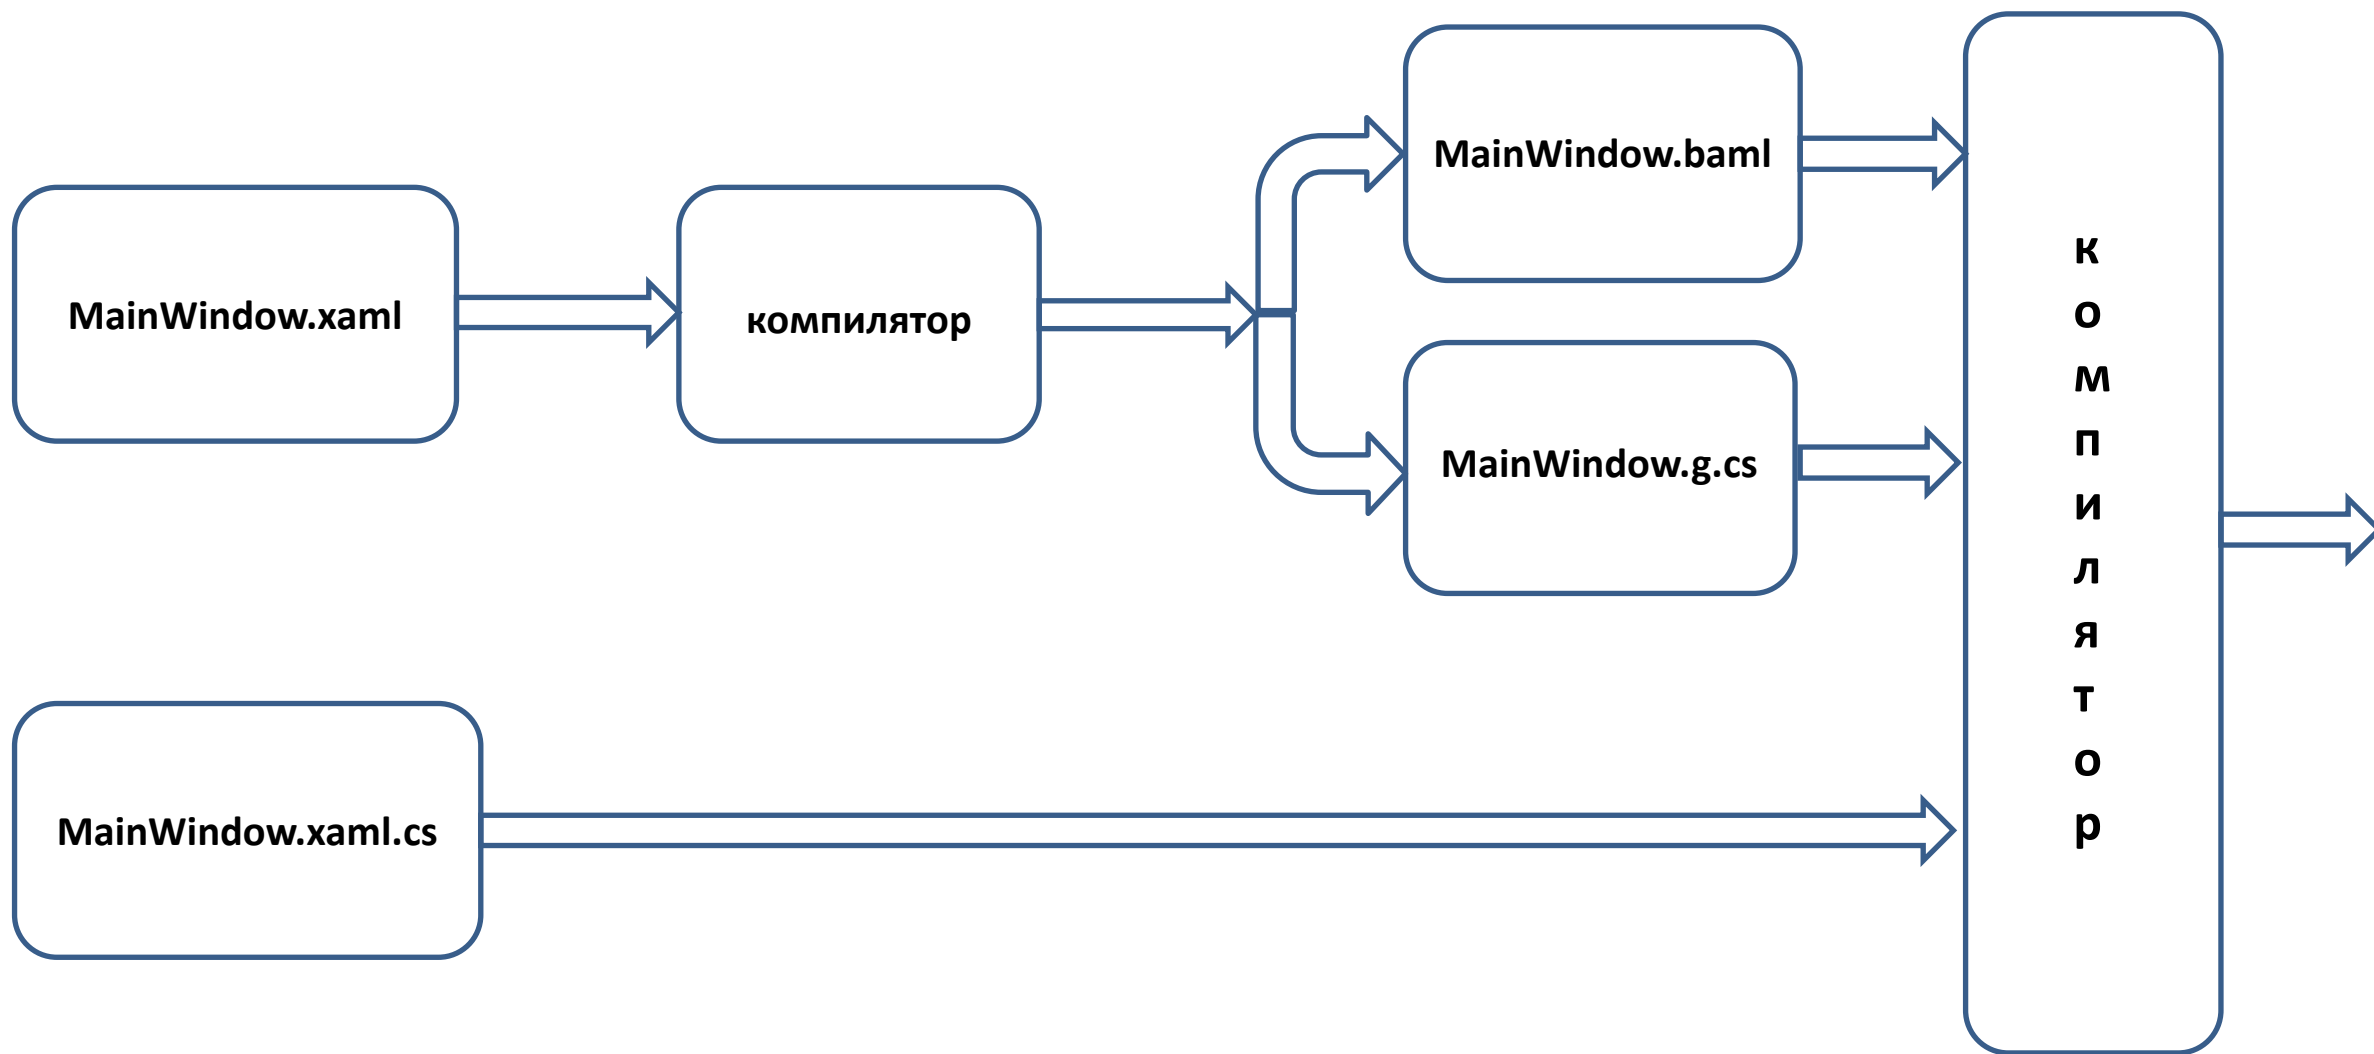 MainWindow.xaml
компилятор
MainWindow.baml
MainWindow.g.cs
MainWindow.xaml.cs
к
о
м
п
и
л
я
т
о
р